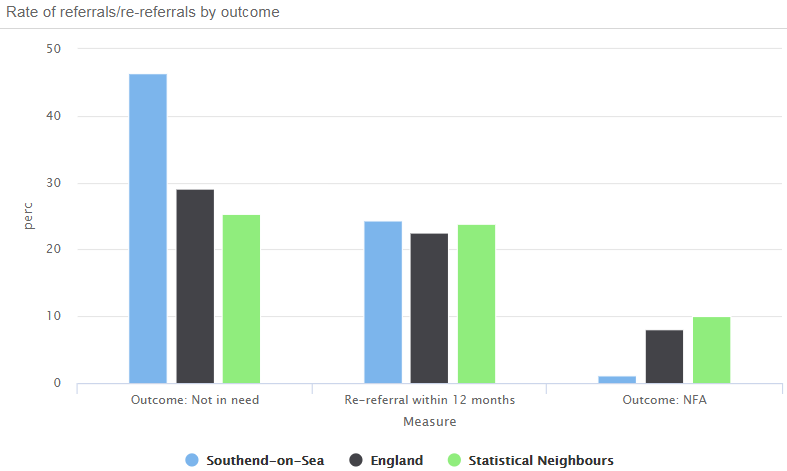 Rate of referrals/re-referrals by outcome
50
40
30
20
10
0
perc
Outcome: Not in need Re-referral within 12 months Outcome: NFA
Measure
Southend-on-Sea England Statistical Neighbours